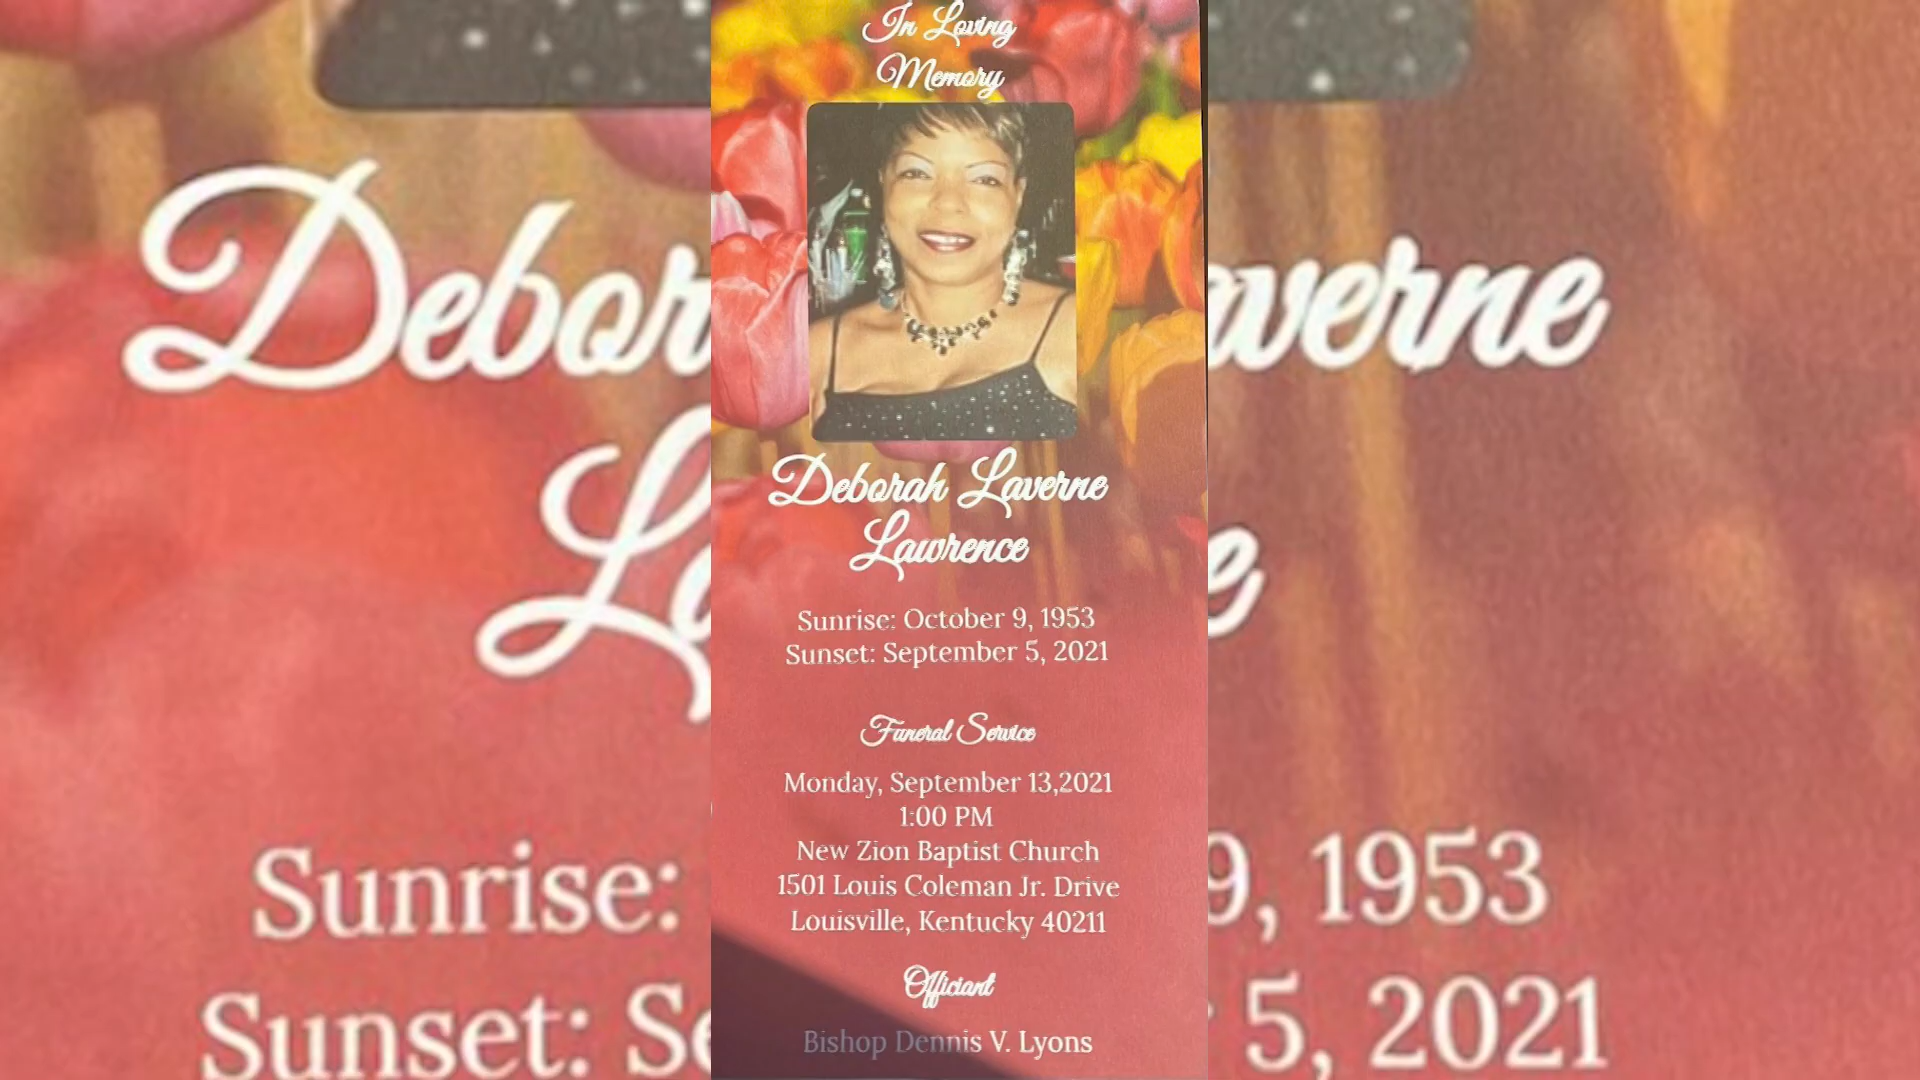 In Loving
Memory
Deborah Laverne
Lawrence
Sunrise: October 9, 1953
Sunset: September 5, 2021
Funeral Service
Monday, September 13,2021
1:00 PM
New Zion Baptist Church
1501 Louis Coleman Jr. Drive
Louisville, Kentucky 40211
Officiant
Bishop Dennis V. Lyons